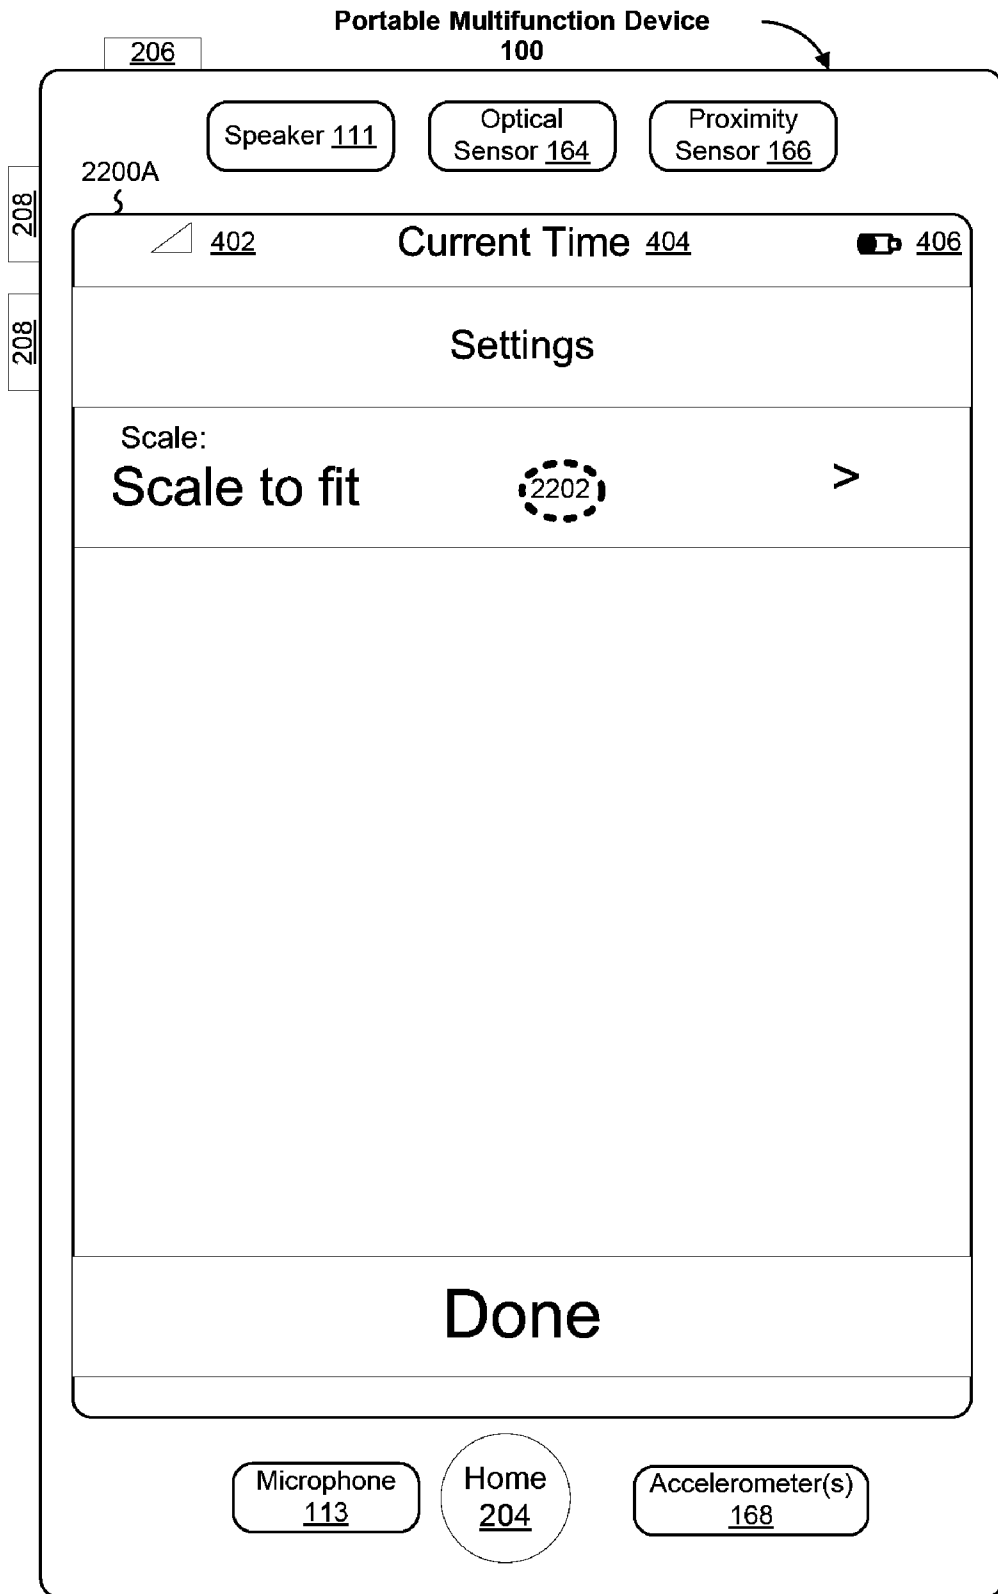 Portable Multifunction Device
100
206
Speaker 111
Optical
Sensor 164
Proximity
Sensor 166
2200A
208
208
402
Current Time 404
406
Settings
Scale:
Scale to fit
2202
>
Done
Microphone
113
Home
204
Accelerometer(s)
168